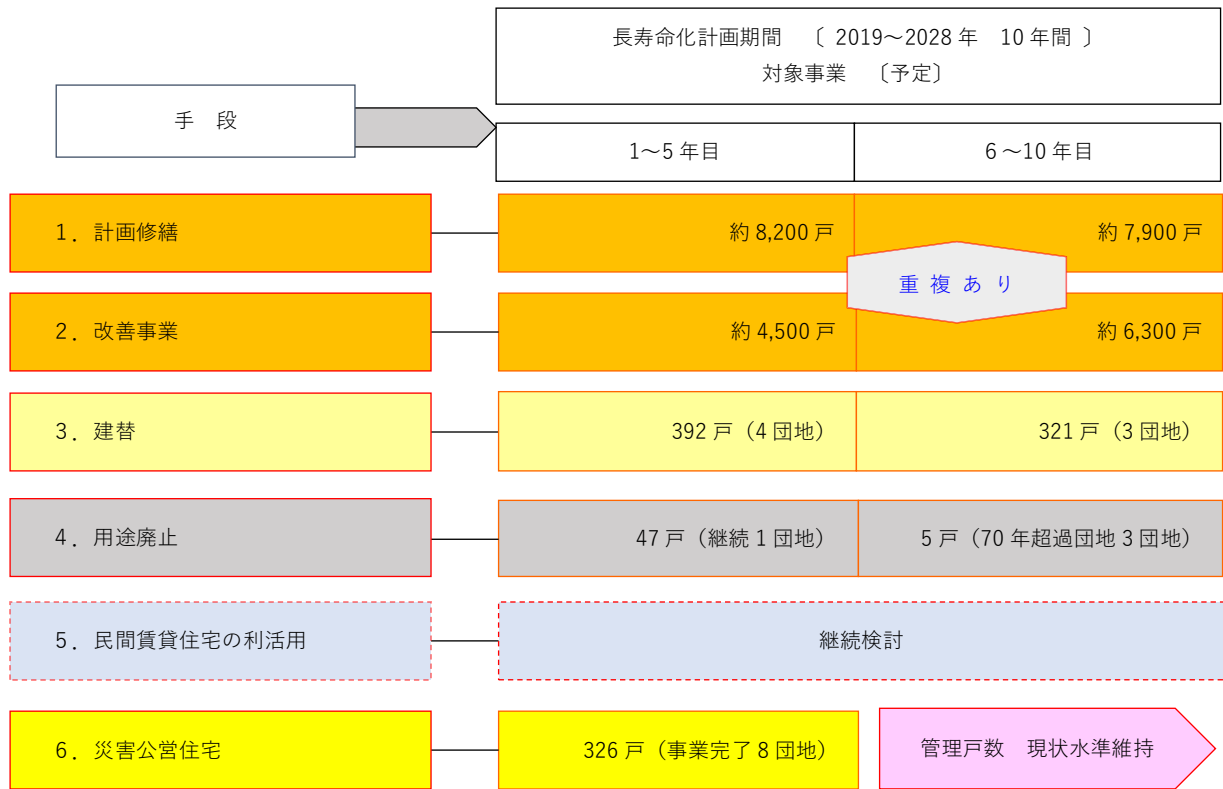 長寿命化計画期間 〔 2019～2028 年 10 年間 〕
対象事業 〔予定〕
手 段
1～5 年目
6～10 年目
1．計画修繕
約 8,200 戸
約 7,900 戸
重 複 あ り
2．改善事業
約 4,500 戸
約 6,300 戸
3．建替
392 戸（4 団地）
321 戸（3 団地）
4．用途廃止
47 戸（継続 1 団地）
5 戸（70 年超過団地 3 団地）
5．民間賃貸住宅の利活用
継続検討
6．災害公営住宅
326 戸（事業完了 8 団地）
管理戸数 現状水準維持